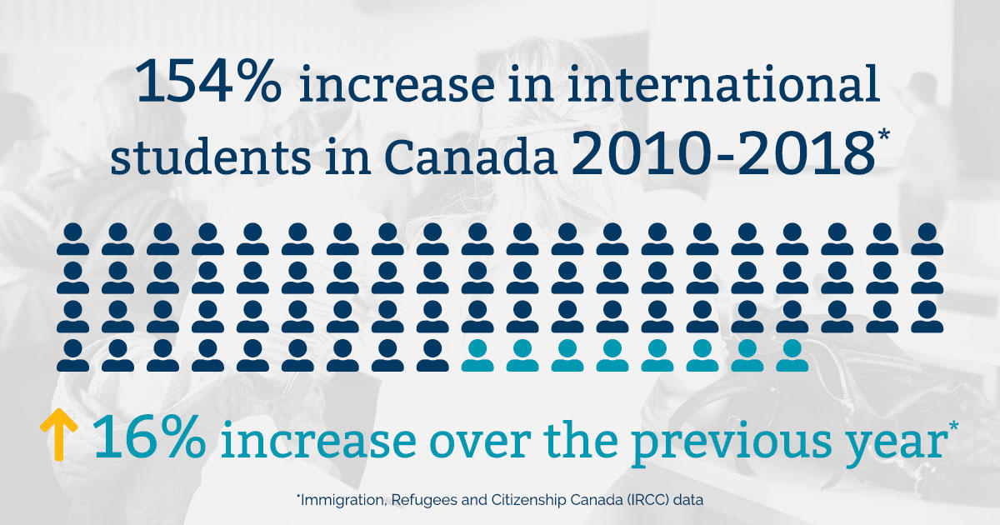 154% increase in international
students in Canada 2010-2018*
16% increase over the previous year*
*Immigration, Refugees and Citizenship Canada (IRCC) data